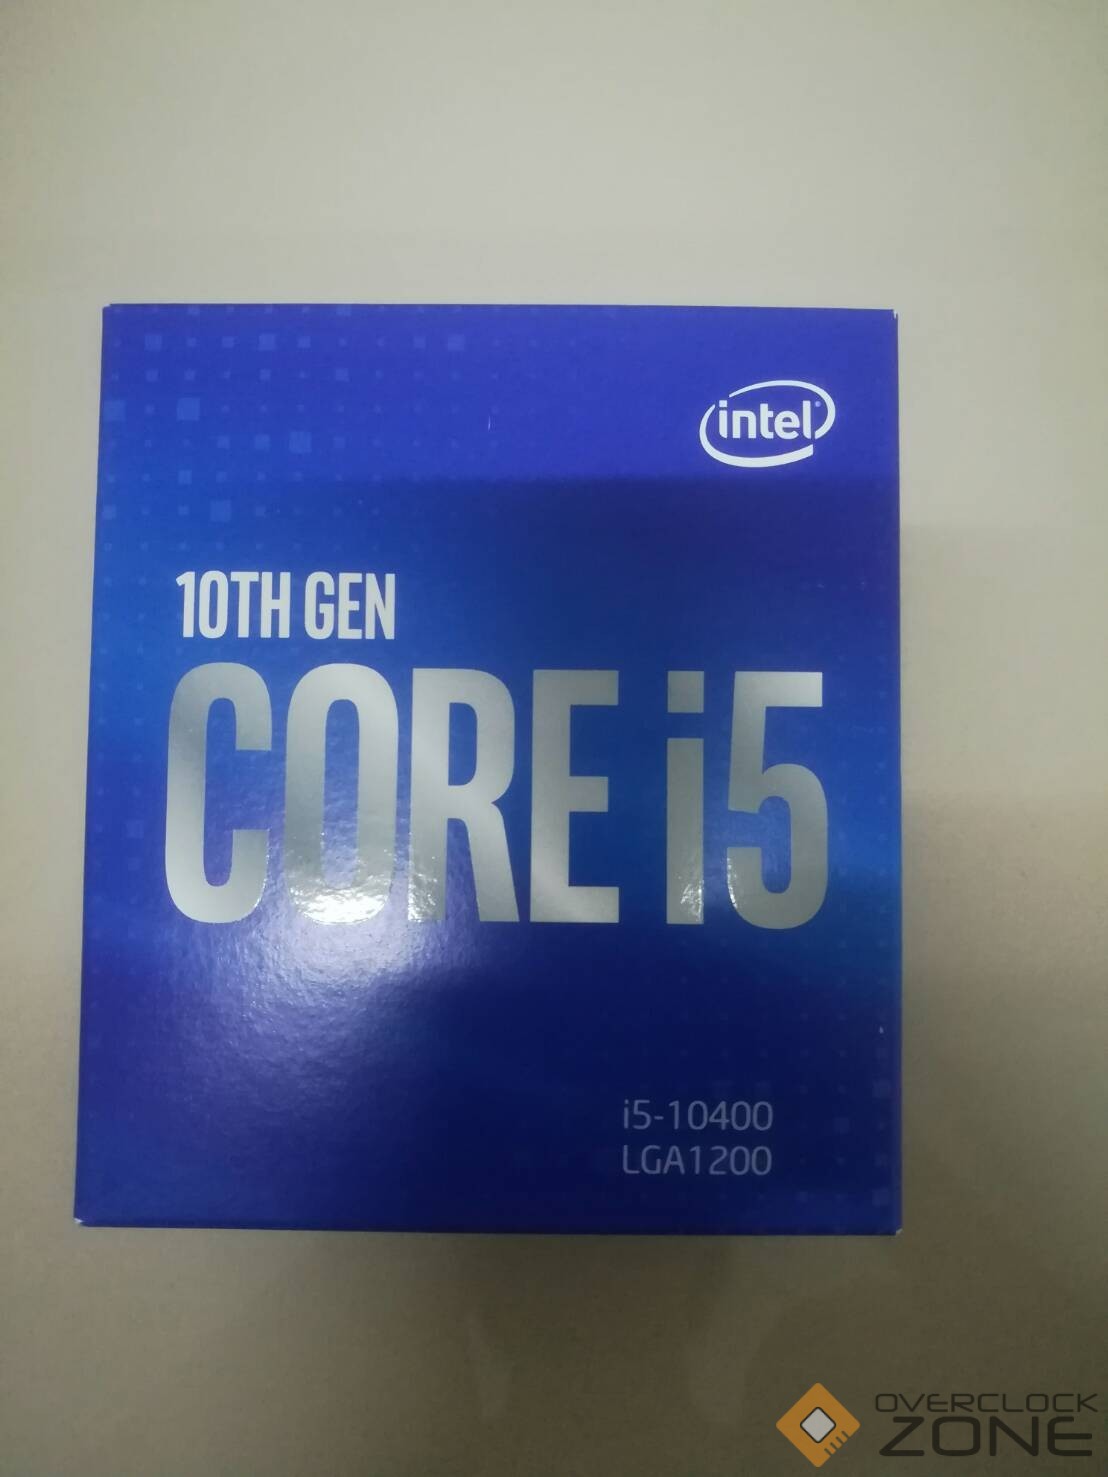 intel®
10TH GEN
CORE i5
i5-10400
LGA1200
OVERCLOCK
ZONE